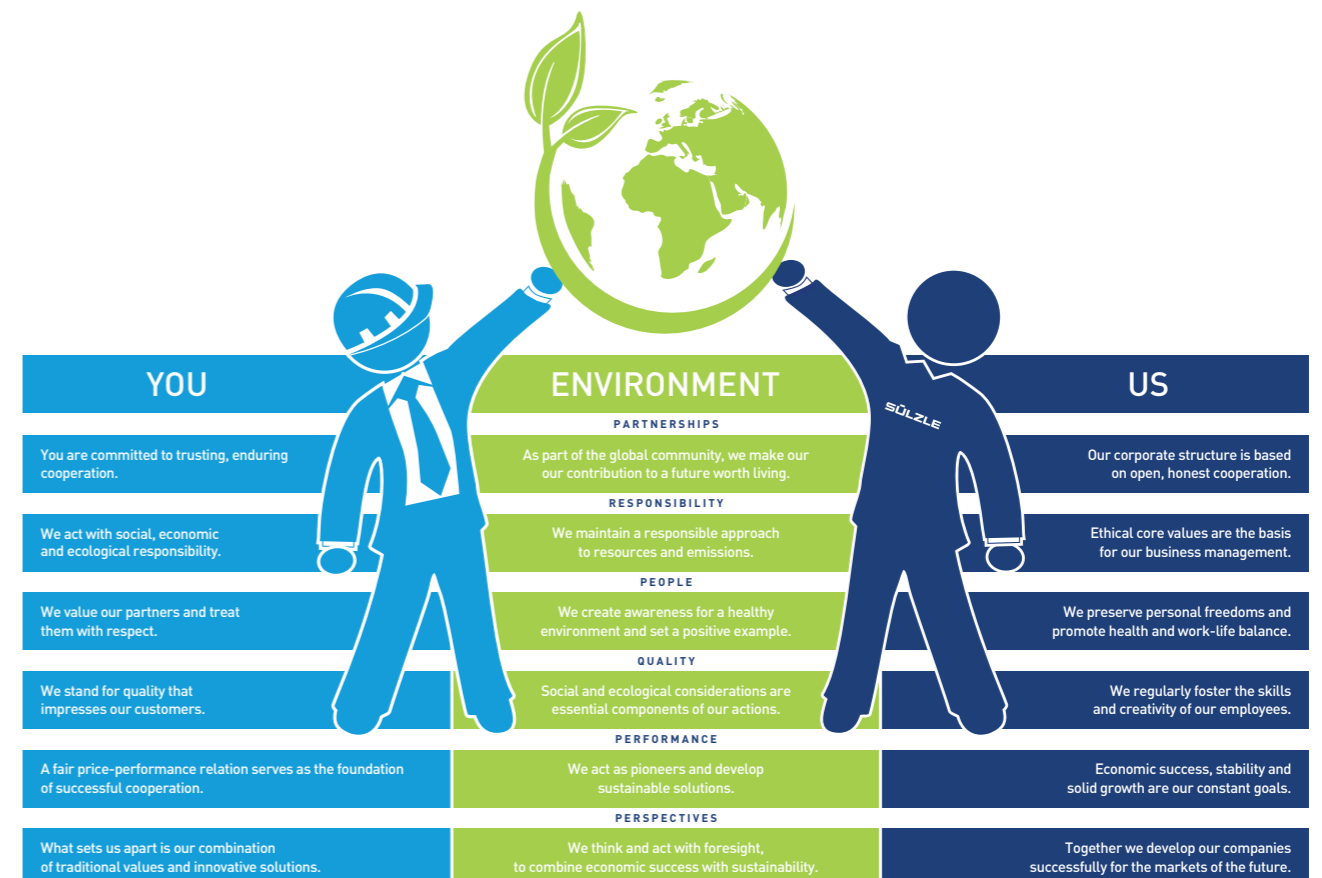 YOU
ENVIRONMENT
US
SÜLZLE
PARTNERSHIPS
You are committed to trusting, enduring
cooperation.
As part of the global community, we make our
our contribution to a future worth living.
Our corporate structure is based
on open, honest cooperation.
RESPONSIBILITY
We act with social, economic
and ecological responsibility.
We maintain a responsible approach
to resources and emissions.
Ethical core values are the basis
for our business management.
PEOPLE
We value our partners and treat
them with respect.
We create awareness for a healthy
environment and set a positive example.
We preserve personal freedoms and
promote health and work-life balance.
QUALITY
We stand for quality that
impresses our customers.
Social and ecological considerations are
essential components of our actions.
We regularly foster the skills
and creativity of our employees.
PERFORMANCE
A fair price-performance relation serves as the foundation
of successful cooperation.
We act as pioneers and develop
sustainable solutions.
Economic success, stability and
solid growth are our constant goals.
PERSPECTIVES
What sets us apart is our combination
of traditional values and innovative solutions.
We think and act with foresight,
to combine economic success with sustainability.
Together we develop our companies
successfully for the markets of the future.